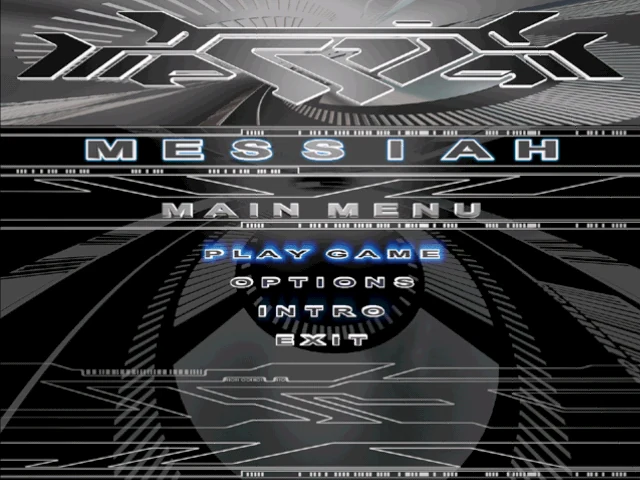 MESSIAH
MAIN MENU
PLAY GAME
OPTIONS
INTRO
EXIT